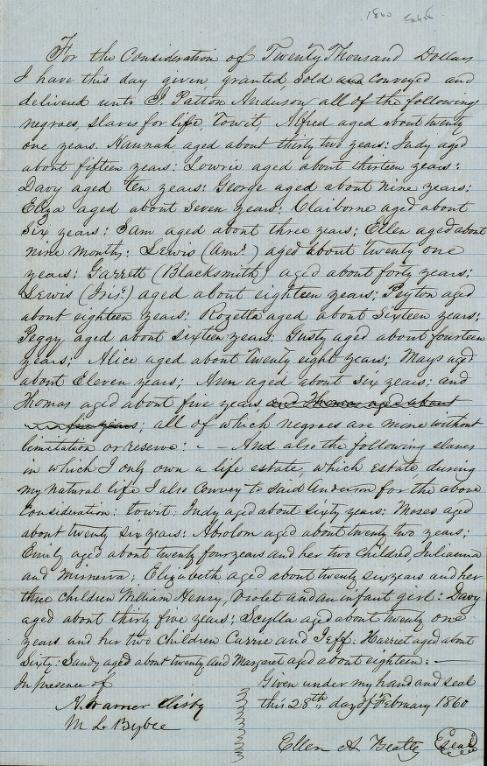 1860
For the Consideration of Twenty Thousand Dollars
I have this day given granted, sold and conveyed and
delivered unto J Patton Anderson, all of the following
negroes, slaves for life, towit, Alfred aged about twenty
one years. Hannah aged about thirty two years: Judy aged
about fifteen years: Lowrie aged about thirteen years:
Davy aged ten years: George aged about nine years;
Eliza aged about seven years: Claiborne aged about
six years: Sam aged about three years; Ellen aged about
nine months; Lewis (Amr.) aged about twenty one
years: Garrett (Blacksmith) aged about forty years;
Lewis aged about eighteen years; Peyton aged
about eighteen years; Rozetta aged about sixteen years;
Peggy aged about sixteen years; Gusty aged about fourteen
years; Alice aged about twenty eight years; Mays aged
about Eleven years; Ann aged about six years; and
Thomas aged about five years and Thomas aged about
five years; all of which negroes are mine without
limitation or reserve: - - And also the following slaves
in which I only own a life estate, which estate, during
my natural life I also Convey to said Anderson for the above
Consideration: towit. Judy aged about sixty years; Moses aged
about twenty six years: Absolom aged about twenty two years;
Emily aged about twenty four years and her two children, Julianna
and Minerva; Elizabeth aged about twenty six years and her
three children William Henry, Violet and an infant girl: Davy
aged about thirty five years; Scylla aged about twenty one
years and her two children Currie and Jeff: Harriet aged about
Sixty: Sandy aged about twenty and Margaret aged about eighteen: -
In presence of
Given under my hand and seal
A. Warner Clisby
this 28th, day of February 1860
M L Bybee
Ellen A. Beatty Seal